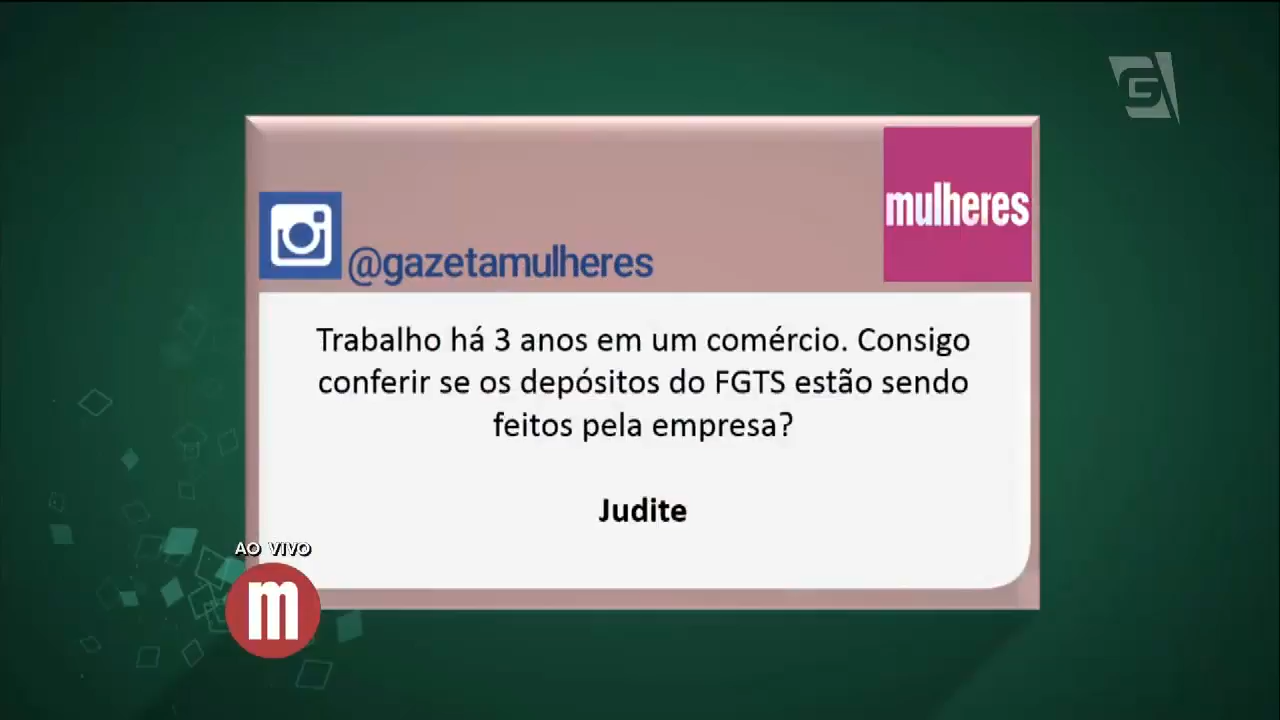 mulheres
@gazetamulheres
Trabalho há 3 anos em um comércio. Consigo
conferir se os depósitos do FGTS estão sendo
feitos pela empresa?
Judite
AO VIVO
m
G